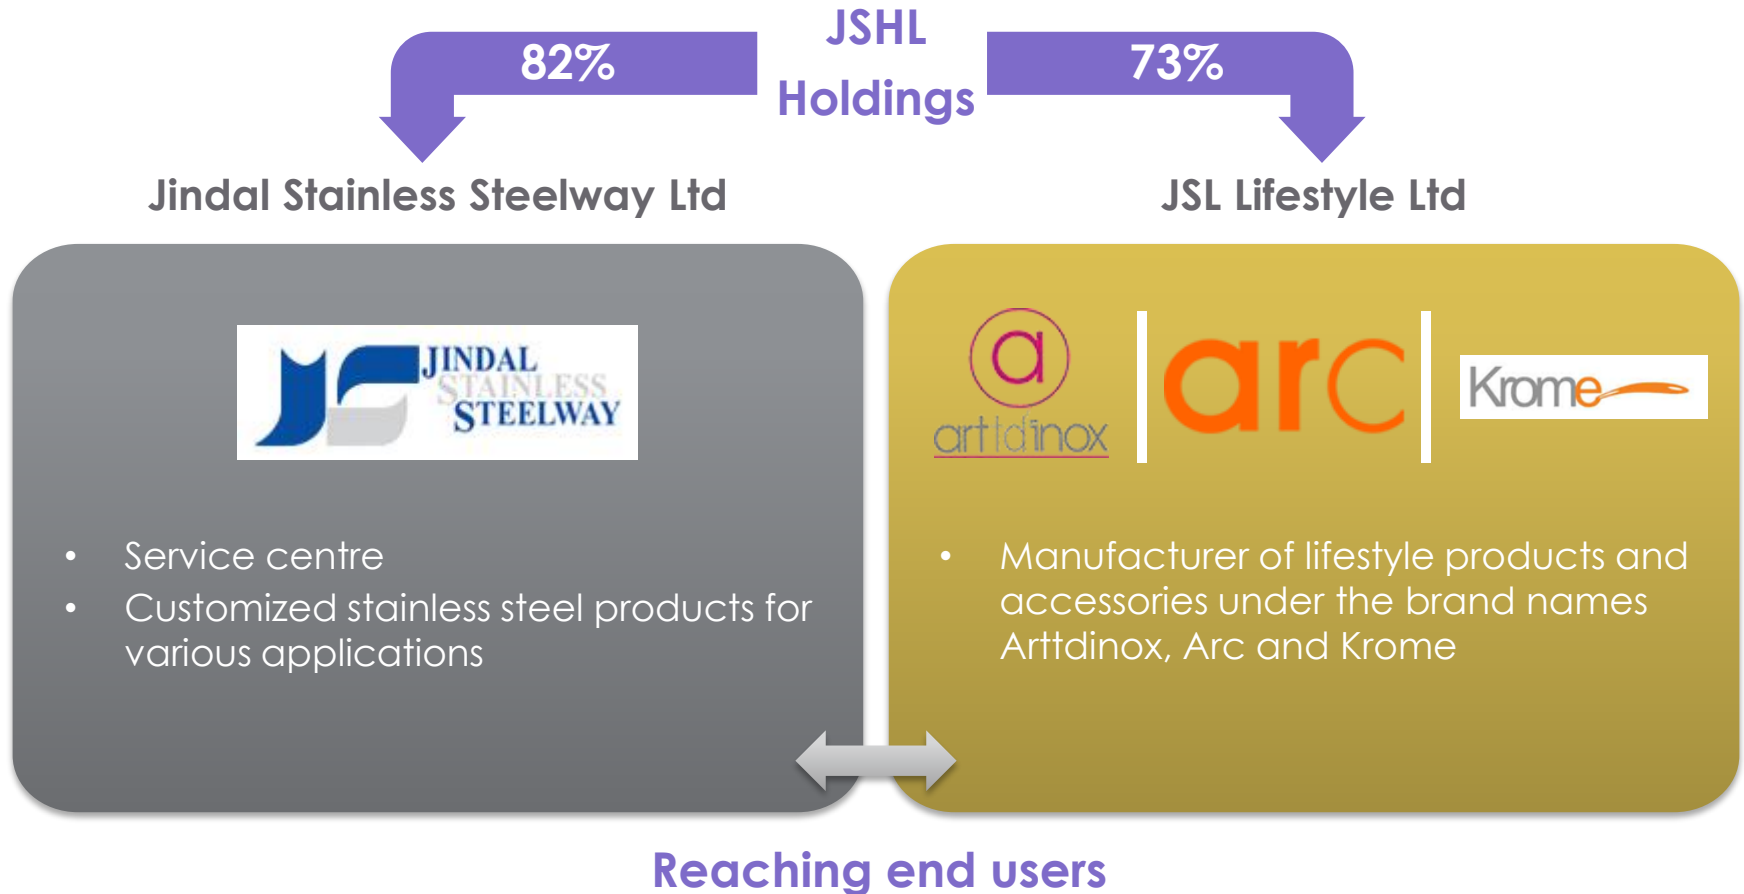 JSHL
Holdings
82%
73%
Jindal Stainless Steelway Ltd
JSL Lifestyle Ltd
JINDAL
STAINLESS
STEELWAY
• Service centre
• Customized stainless steel products for
various applications
a
arttdinox
arc
Krome
• Manufacturer of lifestyle products and
accessories under the brand names
Arttdinox, Arc and Krome
Reaching end users